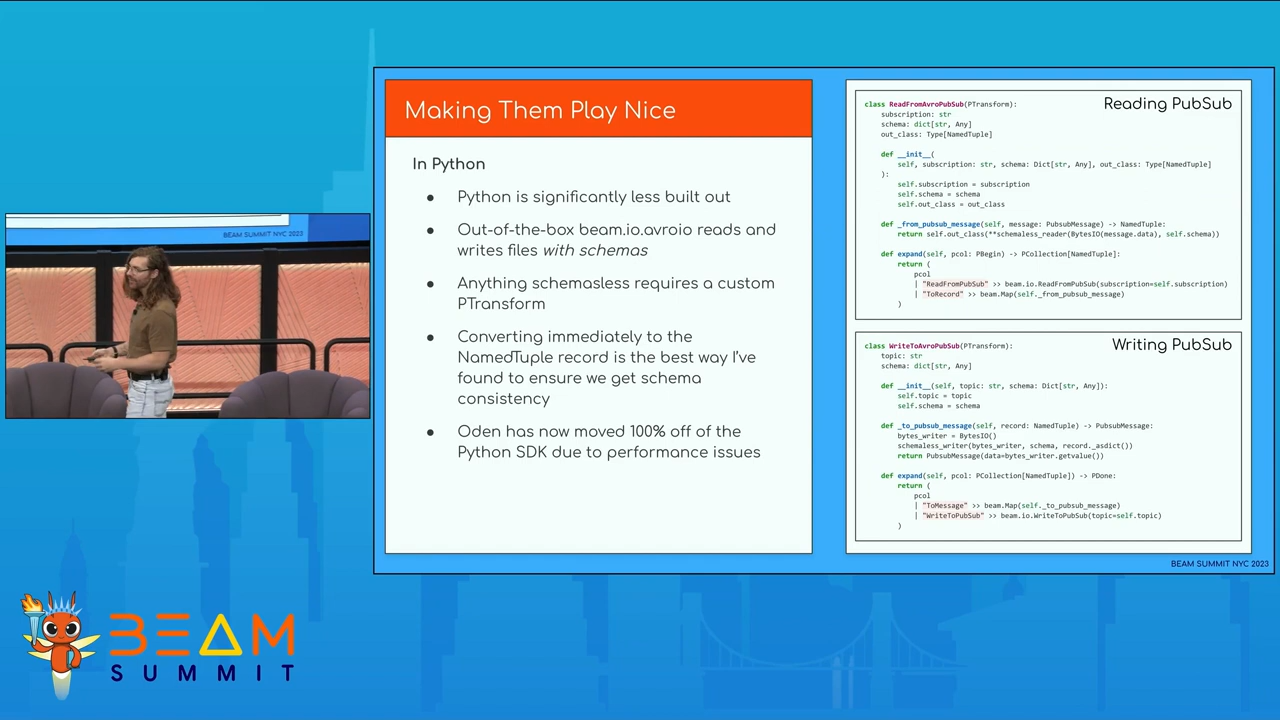 BEAM SUMMIT NYC 2023
Making Them Play Nice
In Python
● Python is significantly less built out
● Out-of-the-box beam.io.avroio reads and
writes files with schemas
● Anything schemasless requires a custom
PTransform
● Converting immediately to the
NamedTuple record is the best way I've
found to ensure we get schema
consistency
● Oden has now moved 100% off of the
Python SDK due to performance issues
Reading PubSub
class ReadFromAvroPubSub(PTransform):
subscription: str
schema: dict[str, Any]
out_class: Type[NamedTuple]
def __init__(
self, subscription: str, schema: Dict[str, Any], out_class: Type[NamedTuple]
):
self.subscription = subscription
self.schema = schema
self.out_class = out_class
def _from_pubsub_message(self, message: PubsubMessage) -> NamedTuple:
return self.out_class(**schemaless_reader(BytesIO(message.data), self.schema))
def expand(self, pcol: PBegin) -> PCollection[NamedTuple]:
return (
pcol
| "ReadFromPubSub" >> beam.io.ReadFromPubSub(subscription=self.subscription)
| "ToRecord" >> beam.Map(self._from_pubsub_message)
)
Writing PubSub
class WriteToAvroPubSub(PTransform):
topic: str
schema: dict[str, Any]
def __init__(self, topic: str, schema: Dict[str, Any]):
self.topic = topic
self.schema = schema
def _to_pubsub_message(self, record: NamedTuple) -> PubsubMessage:
bytes_writer = BytesIO()
schemaless_writer(bytes_writer, schema, record._asdict())
return PubsubMessage(data=bytes_writer.getvalue())
def expand(self, pcol: PCollection[NamedTuple]) -> PDone:
return (
pcol
| "ToMessage" >> beam.Map(self._to_pubsub_message)
| "WriteToPubSub" >> beam.io.WriteToPubSub(topic=self.topic)
)
BEAM SUMMIT NYC 2023
BEAM
SUMMIT